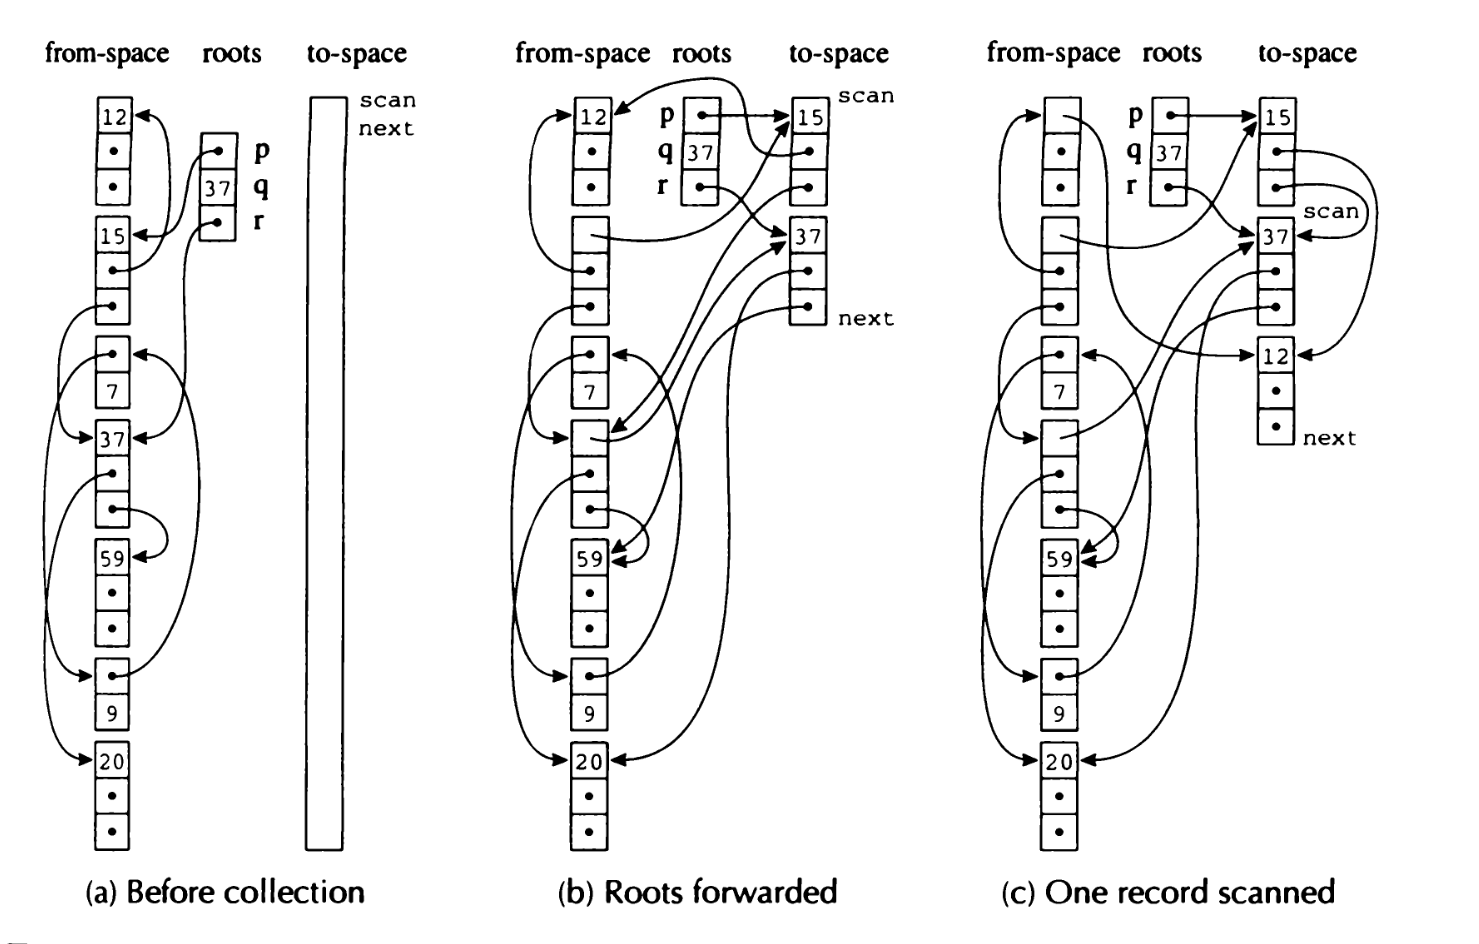 from-space roots to-space
12
15
7
37
59
9
20
p
37 q
r
scan
next
(a) Before collection
from-space roots to-space
12
7
59
9
20
p
q 37
r
15
37
scan
next
(b) Roots forwarded
from-space roots to-space
7
59
9
20
p
q 37
r
15
37
12
scan
next
(c) One record scanned